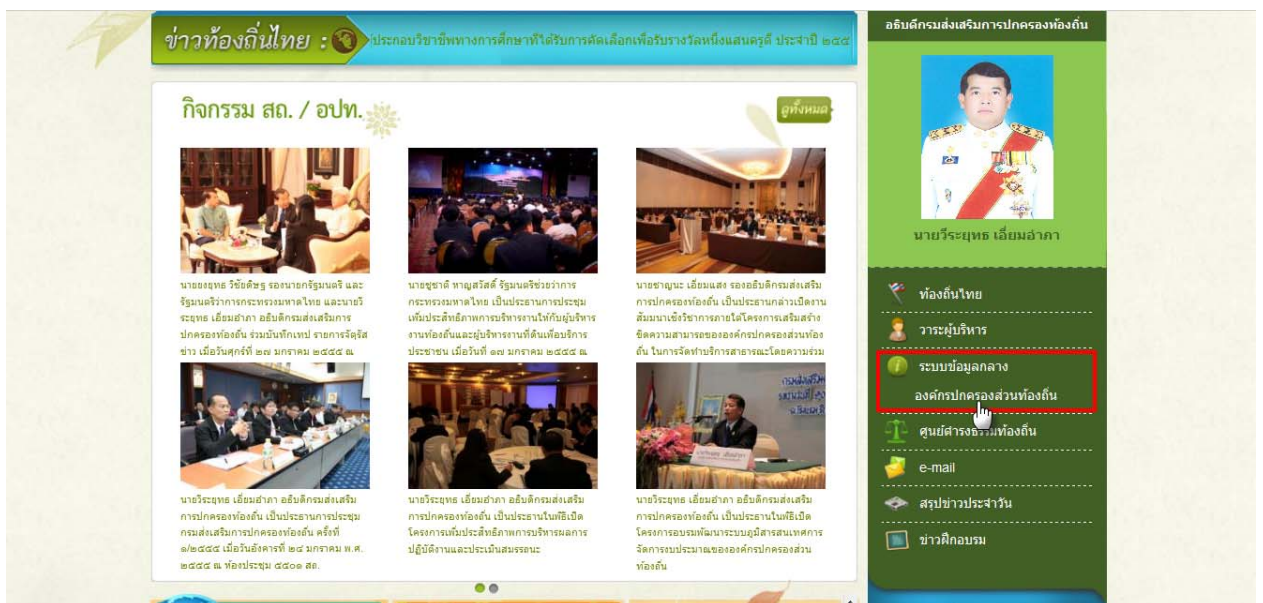 ข่าวท้องถิ่นไทย :
ประกอบวิชาชีพทางการศึกษาที่ได้รับการคัดเลือกเพื่อรับรางวัลหนึ่งแสนครูดี ประจำปี ๒๕๕
กิจกรรม สถ. / อปท.
ดูทั้งหมด
นายยงยุทธ วิชัยดิษฐ รองนายกรัฐมนตรี และ
รัฐมนตรีว่าการกระทรวงมหาดไทย และนายวี
ระยุทธ เอี่ยมอำภา อธิบดีกรมส่งเสริมการ
ปกครองท้องถิ่น ร่วมบันทึกเทป รายการจัตุรัส
ข่าว เมื่อวันศุกร์ที่ ๒๗ มกราคม ๒๕๕๕ ณ
นายชูชาติ หาญสวัสดิ์ รัฐมนตรีช่วยว่าการ
กระทรวงมหาดไทย เป็นประธานการประชุม
เพิ่มประสิทธิภาพการบริหารงานให้กับผู้บริหาร
งานท้องถิ่นและผู้บริหารงานที่ดินเพื่อบริการ
ประชาชน เมื่อวันที่ ๑๗ มกราคม ๒๕๕๕ ณ
นายชาญนะ เอี่ยมแสง รองอธิบดีกรมส่งเสริม
การปกครองท้องถิ่น เป็นประธานกล่าวเปิดงาน
สัมมนาเชิงวิชาการภายใต้โครงการเสริมสร้าง
ขีดความสามารถขององค์กรปกครองส่วนท้อง
ถิ่น ในการจัดทำบริการสาธารณะโดยความร่วม
นายวีระยุทธ เอี่ยมอำภา อธิบดีกรมส่งเสริม
การปกครองท้องถิ่น เป็นประธานการประชุม
กรมส่งเสริมการปกครองท้องถิ่น ครั้งที่
๑/๒๕๕๕ เมื่อวันอังคารที่ ๒๔ มกราคม พ.ศ.
๒๕๕๕ ณ ห้องประชุม ๕๕๐๑ สถ.
นายวีระยุทธ เอี่ยมอำภา อธิบดีกรมส่งเสริม
การปกครองท้องถิ่น เป็นประธานในพิธีเปิด
โครงการเพิ่มประสิทธิภาพการบริหารผลการ
ปฏิบัติงานและประเมินสมรรถนะ
นายวีระยุทธ เอี่ยมอำภา อธิบดีกรมส่งเสริม
การปกครองท้องถิ่น เป็นประธานในพิธีเปิด
โครงการอบรมพัฒนาระบบภูมิสารสนเทศการ
จัดการงบประมาณขององค์กรปกครองส่วน
ท้องถิ่น
อธิบดีกรมส่งเสริมการปกครองท้องถิ่น
นายวีระยุทธ เอี่ยมอำภา
ท้องถิ่นไทย
วาระผู้บริหาร
ระบบข้อมูลกลาง
องค์กรปกครองส่วนท้องถิ่น
ศูนย์ดำรงธรรมท้องถิ่น
e-mail
สรุปข่าวประจำวัน
ข่าวฝึกอบรม